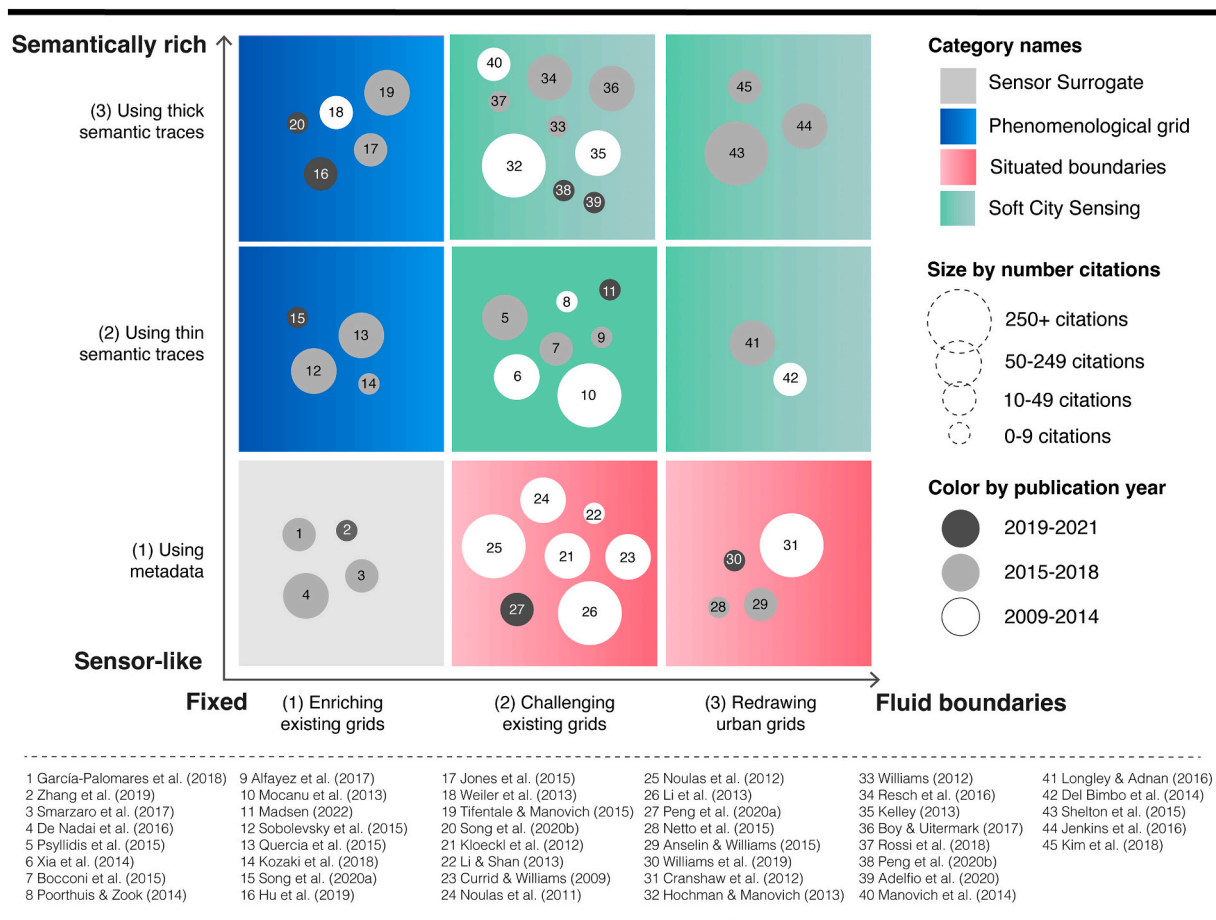 Semantically rich
(3) Using thick
semantic traces
(2) Using thin
semantic traces
(1) Using
metadata
Sensor-like
Fixed
(1) Enriching
existing grids
(2) Challenging
existing grids
(3) Redrawing
urban grids
Fluid boundaries
20
18
19
17
16
40
34
36
37
33
32
35
38
39
45
44
43
15
13
12
14
5
8
11
7
9
6
10
41
42
1
2
3
4
24
22
25
21
23
27
26
31
30
28
29
Category names
Sensor Surrogate
Phenomenological grid
Situated boundaries
Soft City Sensing
Size by number citations
250+ citations
50-249 citations
10-49 citations
0-9 citations
Color by publication year
2019-2021
2015-2018
2009-2014
1 García-Palomares et al. (2018)
2 Zhang et al. (2019)
3 Smarzaro et al. (2017)
4 De Nadai et al. (2016)
5 Psyllidis et al. (2015)
6 Xia et al. (2014)
7 Bocconi et al. (2015)
8 Poorthuis & Zook (2014)
9 Alfayez et al. (2017)
10 Mocanu et al. (2013)
11 Madsen (2022)
12 Sobolevsky et al. (2015)
13 Quercia et al. (2015)
14 Kozaki et al. (2018)
15 Song et al. (2020a)
16 Hu et al. (2019)
17 Jones et al. (2015)
18 Weiler et al. (2013)
19 Tifentale & Manovich (2015)
20 Song et al. (2020b)
21 Kloeckl et al. (2012)
22 Li & Shan (2013)
23 Currid & Williams (2009)
24 Noulas et al. (2011)
25 Noulas et al. (2012)
26 Li et al. (2013)
27 Peng et al. (2020a)
28 Netto et al. (2015)
29 Anselin & Williams (2015)
30 Williams et al. (2019)
31 Cranshaw et al. (2012)
32 Hochman & Manovich (2013)
33 Williams (2012)
34 Resch et al. (2016)
35 Kelley (2013)
36 Boy & Uitermark (2017)
37 Rossi et al. (2018)
38 Peng et al. (2020b)
39 Adelfio et al. (2020)
40 Manovich et al. (2014)
41 Longley & Adnan (2016)
42 Del Bimbo et al. (2014)
43 Shelton et al. (2015)
44 Jenkins et al. (2016)
45 Kim et al. (2018)